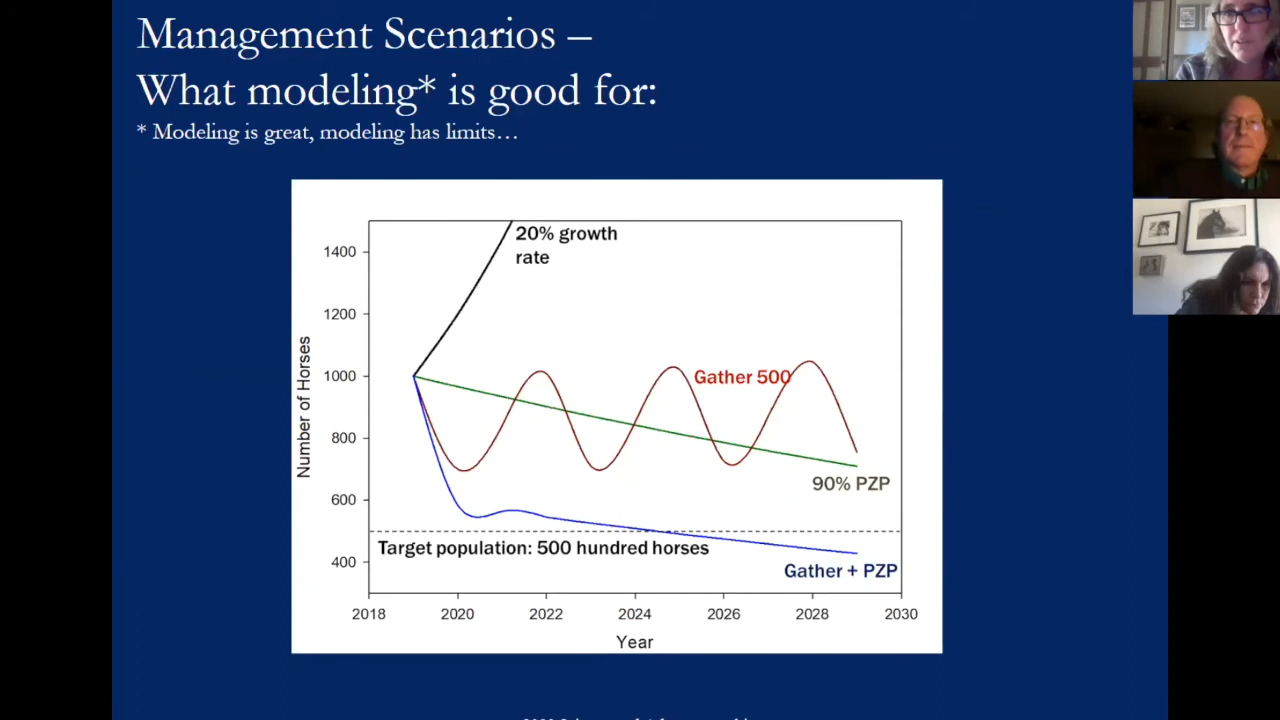 Management Scenarios –
What modeling* is good for:
* Modeling is great, modeling has limits…
20% growth
rate
1400
1200
1000
800
600
400
Number of Horses
Gather 500
90% PZP
Target population: 500 hundred horses
Gather + PZP
2018
2020
2022
2024
2026
2028
2030
Year